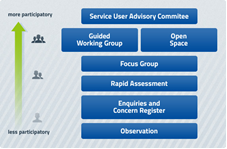 more participatory
Service User Advisory Commitee
Guided
Working Group
Open
Space
Focus Group
Rapid Assessment
Enquiries and
Concern Register
less participatory
Observation